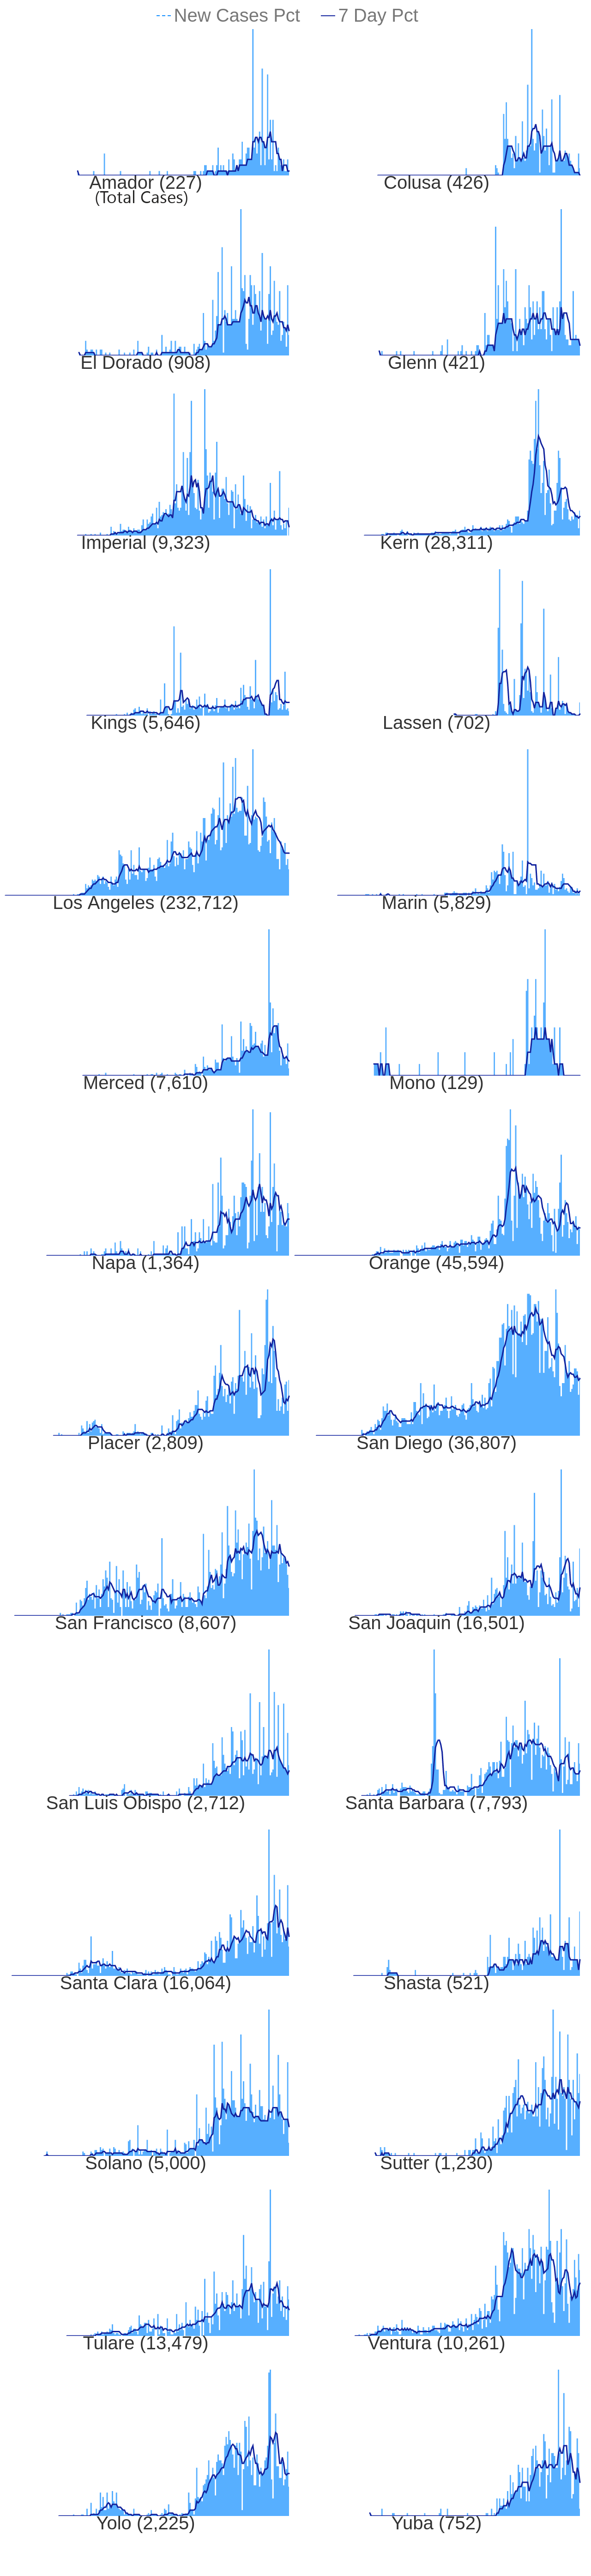 New Cases Pct 7 Day Pct
Amador (227) Colusa (426)
(Total Cases)
El Dorado (908) Glenn (421)
Imperial (9,323) Kern (28,311)
Kings (5,646) Lassen (702)
Los Angeles (232,712) Marin (5,829)
Merced (7,610) Mono (129)
Napa (1,364) Orange (45,594)
Placer (2,809) San Diego (36,807)
San Francisco (8,607) San Joaquin (16,501)
San Luis Obispo (2,712) Santa Barbara (7,793)
Santa Clara (16,064) Shasta (521)
Solano (5,000) Sutter (1,230)
Tulare (13,479) Ventura (10,261)
Yolo (2,225) Yuba (752)